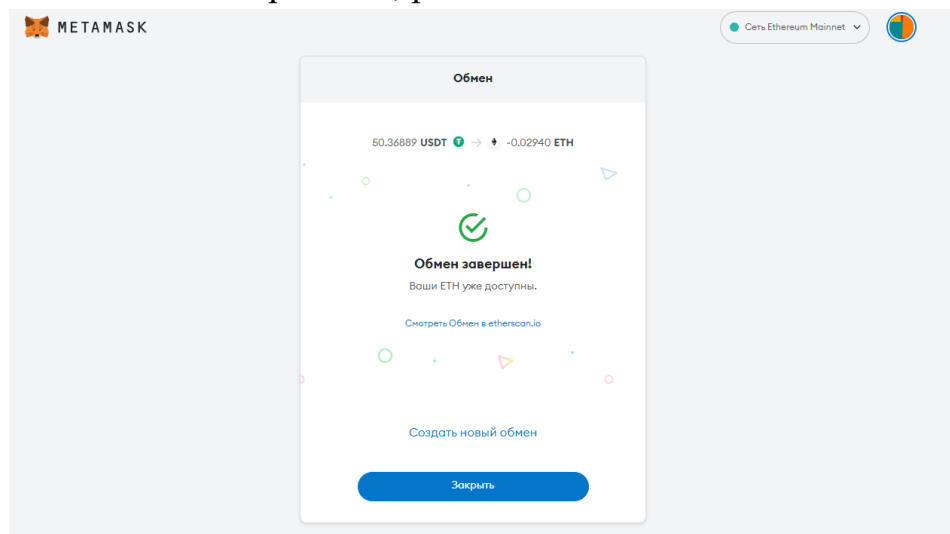 METAMASK
Сеть Ethereum Mainnet
Обмен
50.36889 USDT → -0.02940 ETH
Обмен завершен!
Ваши ETH уже доступны.
Смотреть Обмен в etherscan.io
Создать новый обмен
Закрыть